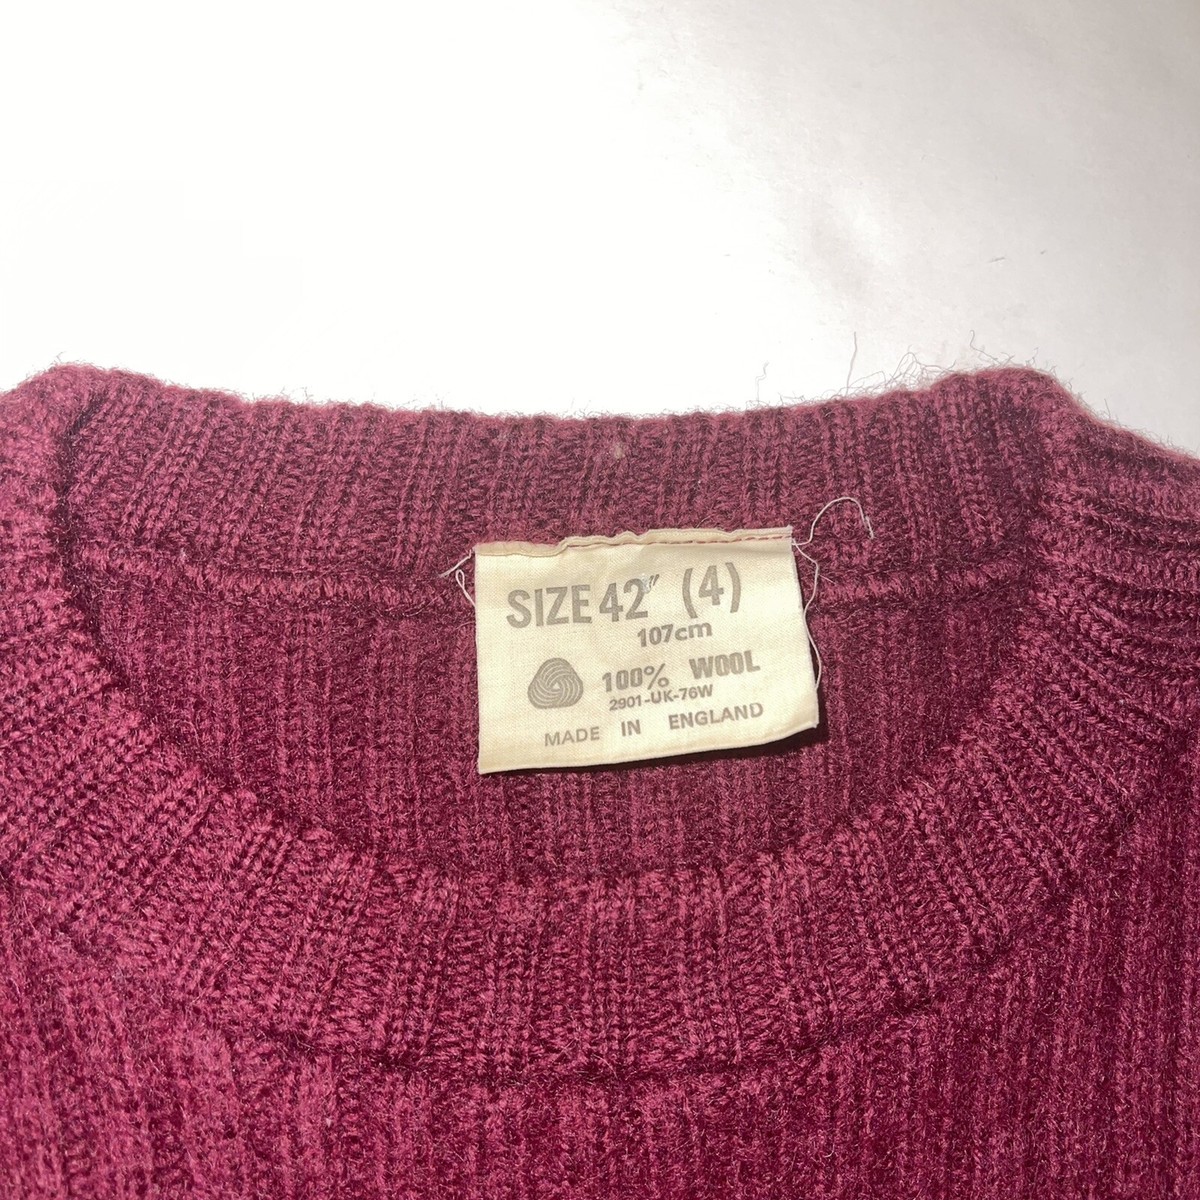 SIZE 42" (4)
107cm
100% WOOL
2901-UK-76W
MADE IN ENGLAND